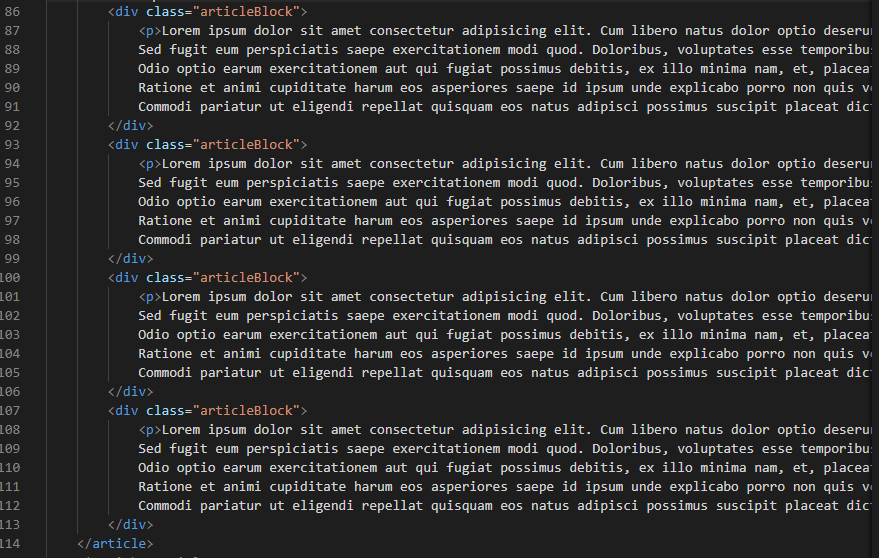 86 <div class="articleBlock">
87 <p>Lorem ipsum dolor sit amet consectetur adipisicing elit. Cum libero natus dolor optio deseru
88 Sed fugit eum perspiciatis saepe exercitationem modi quod. Doloribus, voluptates esse temporibu
89 Odio optio earum exercitationem aut qui fugiat possimus debitis, ex illo minima nam, et, placea
90 Ratione et animi cupiditate harum eos asperiores saepe id ipsum unde explicabo porro non quis v
91 Commodi pariatur ut eligendi repellat quisquam eos natus adipisci possimus suscipit placeat dic
92 </div>
93 <div class="articleBlock">
94 <p>Lorem ipsum dolor sit amet consectetur adipisicing elit. Cum libero natus dolor optio deseru
95 Sed fugit eum perspiciatis saepe exercitationem modi quod. Doloribus, voluptates esse temporibu
96 Odio optio earum exercitationem aut qui fugiat possimus debitis, ex illo minima nam, et, placea
97 Ratione et animi cupiditate harum eos asperiores saepe id ipsum unde explicabo porro non quis v
98 Commodi pariatur ut eligendi repellat quisquam eos natus adipisci possimus suscipit placeat dic
99 </div>
100 <div class="articleBlock">
101 <p>Lorem ipsum dolor sit amet consectetur adipisicing elit. Cum libero natus dolor optio deseru
102 Sed fugit eum perspiciatis saepe exercitationem modi quod. Doloribus, voluptates esse temporibu
103 Odio optio earum exercitationem aut qui fugiat possimus debitis, ex illo minima nam, et, placea
104 Ratione et animi cupiditate harum eos asperiores saepe id ipsum unde explicabo porro non quis v
105 Commodi pariatur ut eligendi repellat quisquam eos natus adipisci possimus suscipit placeat dic
106 </div>
107 <div class="articleBlock">
108 <p>Lorem ipsum dolor sit amet consectetur adipisicing elit. Cum libero natus dolor optio deseru
109 Sed fugit eum perspiciatis saepe exercitationem modi quod. Doloribus, voluptates esse temporibu
110 Odio optio earum exercitationem aut qui fugiat possimus debitis, ex illo minima nam, et, placea
111 Ratione et animi cupiditate harum eos asperiores saepe id ipsum unde explicabo porro non quis v
112 Commodi pariatur ut eligendi repellat quisquam eos natus adipisci possimus suscipit placeat dic
113 </div>
114 </article>